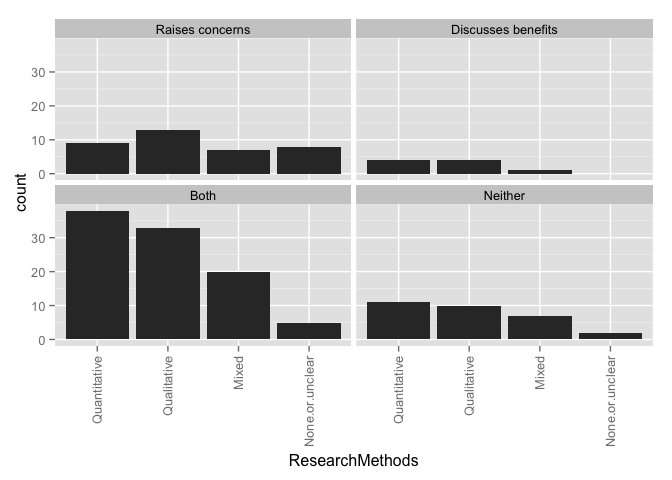 Raises concerns
Discusses benefits
30
20
10
0
count
Both
Neither
30
20
10
0
Quantitative
Qualitative
Mixed
None.or.unclear
Quantitative
Qualitative
Mixed
None.or.unclear
ResearchMethods